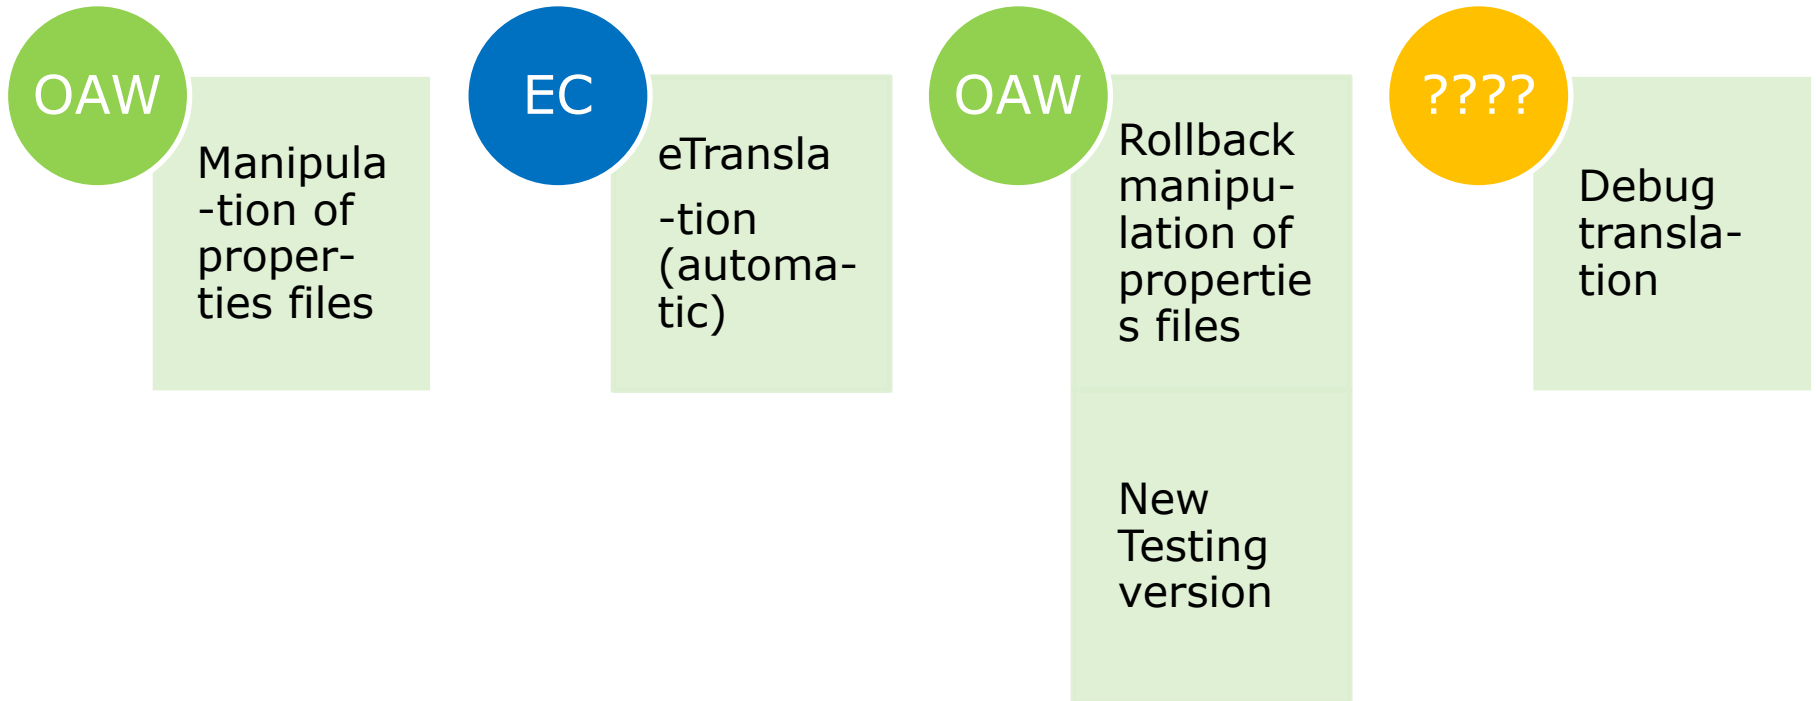 OAW
Manipula
-tion of
proper-
ties files
EC
eTransla
-tion
(automa-
tic)
OAW
Rollback
manipu-
lation of
propertie
s files
New
Testing
version
????
Debug
transla-
tion